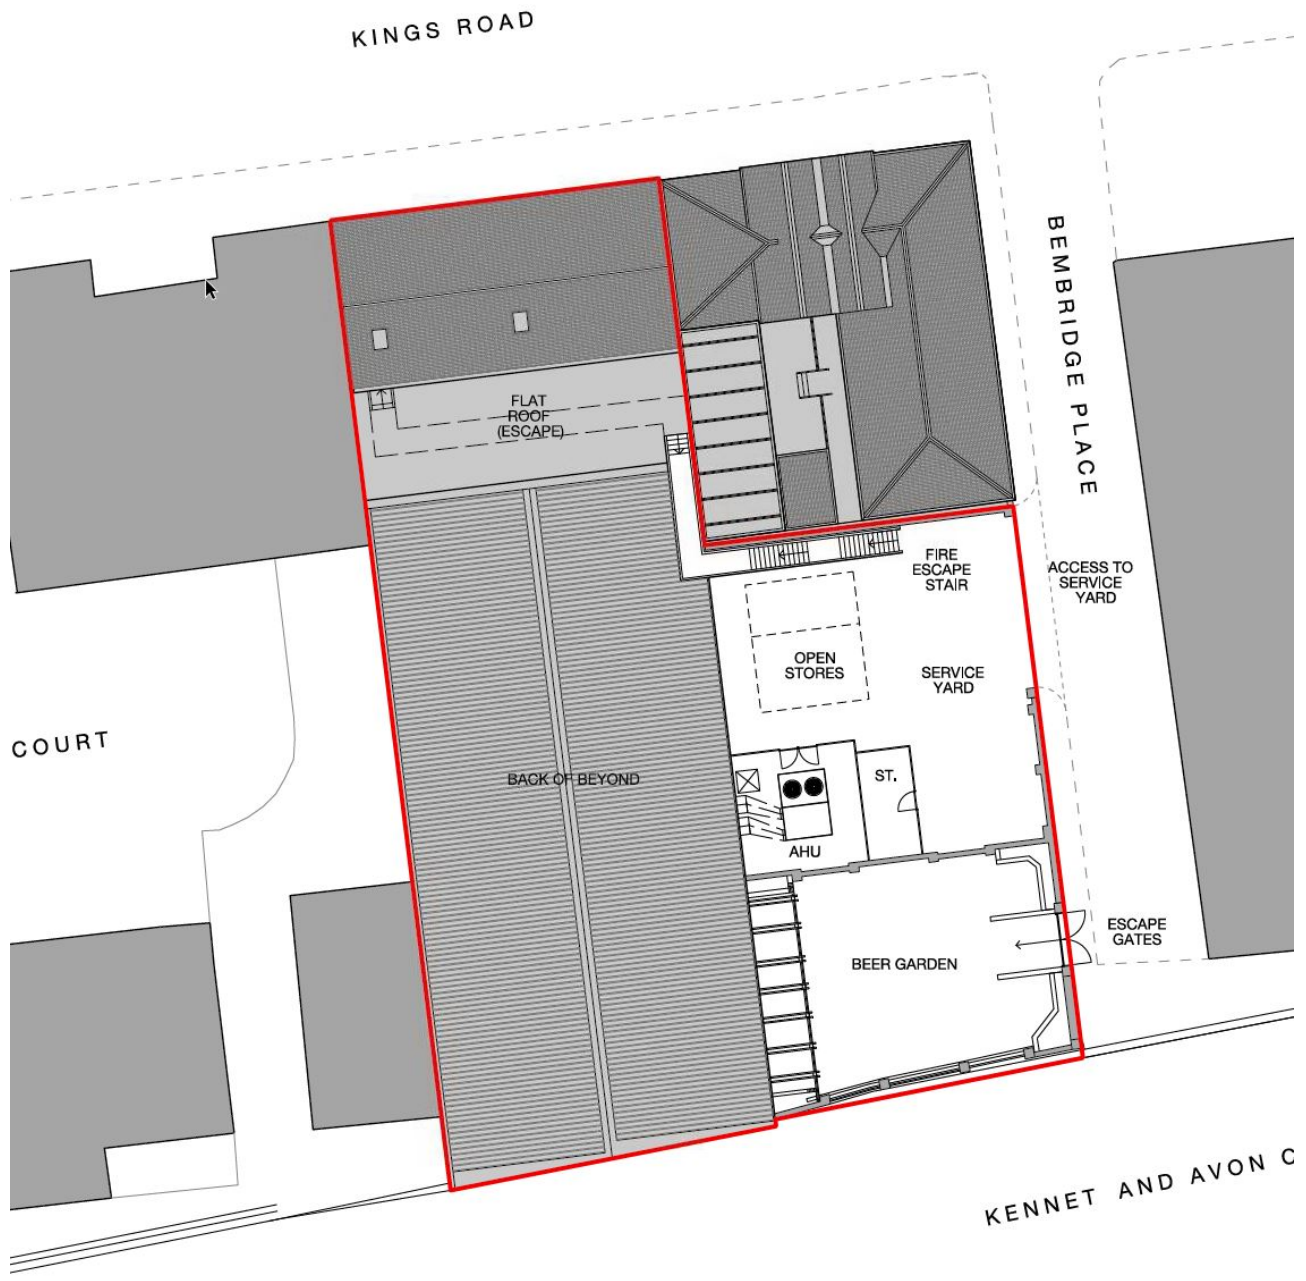 KINGS ROAD
BEMBRIDGE PLACE
FLAT
ROOF
(ESCAPE)
FIRE
ESCAPE
STAIR
ACCESS TO
SERVICE
YARD
OPEN
STORES
SERVICE
YARD
COURT
BACK OF BEYOND
ST.
AHU
ESCAPE
GATES
BEER GARDEN
KENNET AND AVON C